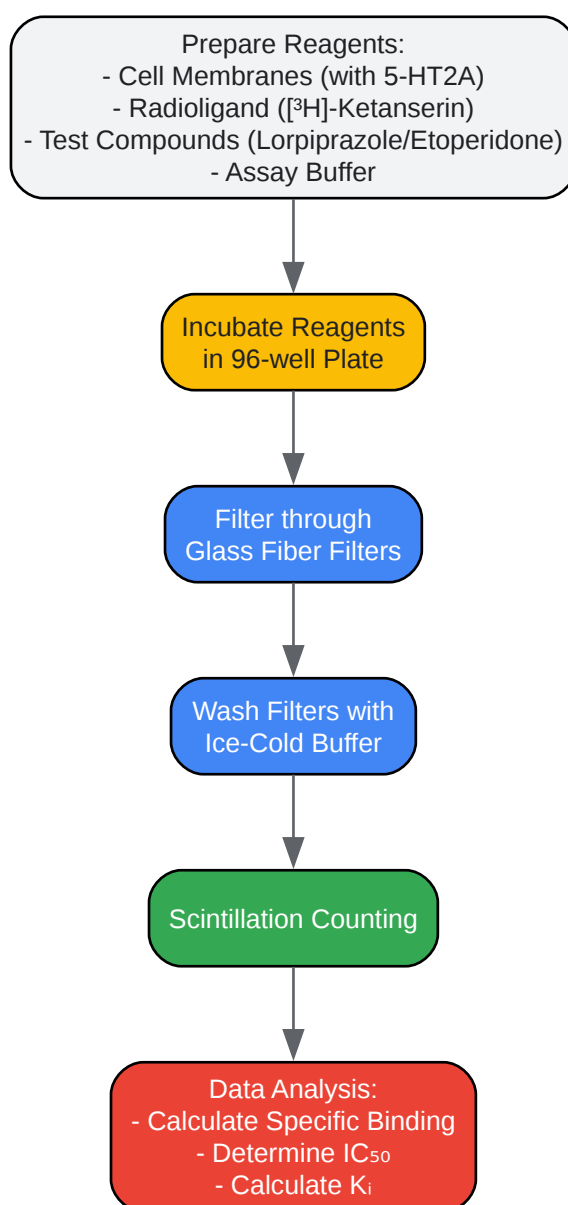 Prepare Reagents:
- Cell Membranes (with 5-HT2A)
- Radioligand ([³H]-Ketanserin)
- Test Compounds (Lorpiprazole/Etoperidone)
- Assay Buffer
Incubate Reagents
in 96-well Plate
Filter through
Glass Fiber Filters
Wash Filters with
Ice-Cold Buffer
Scintillation Counting
Data Analysis:
- Calculate Specific Binding
- Determine IC₅₀
- Calculate Kᵢ